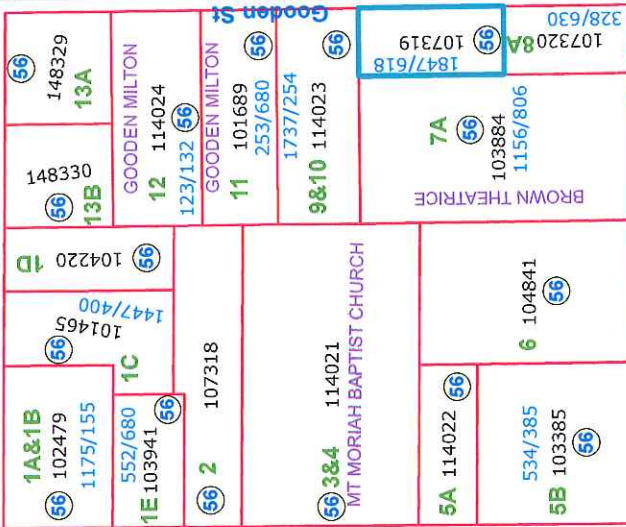 Gooden St
56
148329
13A
148330
56
13B
GOODEN MILTON
12 114024
123/132 56
GOODEN MILTON
56
11 101689
253/680
56
1737/254
9&10 114023
1847/618
107319
56
328/630
107320
8A
7A
56
103884
1156/806
BROWN THEATRICE
1D
104220
56
1447/400
101465
56
1C
1A&1B
56 102479
1175/155
552/680
1E 103941 56
56 2 107318
56 3&4 114021
MT MORIAH BAPTIST CHURCH
5A 114022 56
6 104841
56
534/385
5B 103385
56